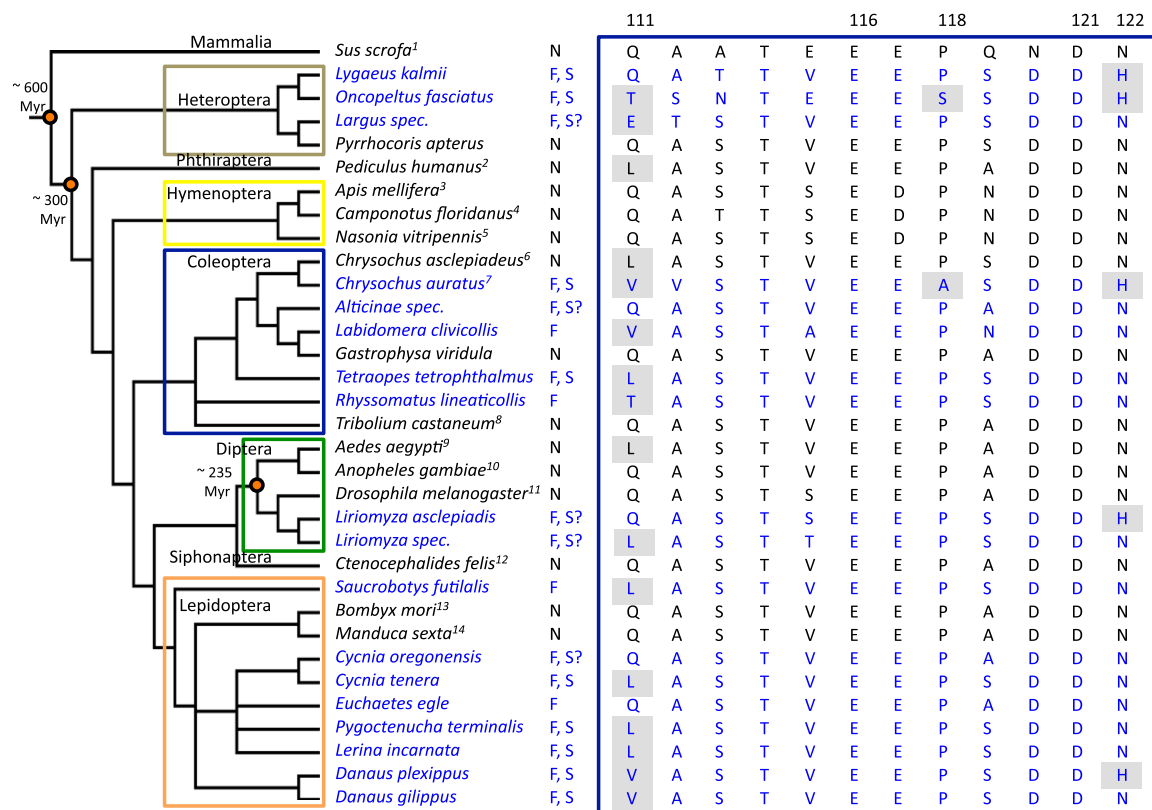 111 116 118 121 122
Mammalia Sus scrofa1 N Q A A T E E E P Q N D N
Lygaeus kalmii F, S Q A T T V E E P S D D H
~ 600 Myr
Heteroptera Oncopeltus fasciatus F, S T S N T E E E S S D D H
Largus spec. F, S? E T S T V E E P S D D N
Pyrrhocoris apterus N Q A S T V E E P S D D N
Phthiraptera Pediculus humanus2 N L A S T V E E P A D D N
~ 300 Myr
Hymenoptera Apis mellifera3 N Q A S T S E D P N D D N
Camponotus floridanus4 N Q A T T S E D P N D D N
Nasonia vitripennis5 N Q A S T S E D P N D D N
Coleoptera Chrysochus asclepiadeus6 N L A S T V E E P S D D N
Chrysochus auratus7 F, S V V S T V E E A S D D H
Alticinae spec. F, S? Q A S T V E E P A D D N
Labidomera clivicollis F V A S T A E E P N D D N
Gastrophysa viridula N Q A S T V E E P A D D N
Tetraopes tetrophthalmus F, S L A S T V E E P S D D N
Rhyssomatus lineaticollis F T A S T V E E P S D D N
Tribolium castaneum8 N Q A S T V E E P A D D N
Diptera Aedes aegypti9 N L A S T V E E P A D D N
~ 235 Myr
Anopheles gambiae10 N Q A S T V E E P A D D N
Drosophila melanogaster11 N Q A S T S E E P A D D N
Liriomyza asclepiadis F, S? Q A S T S E E P S D D H
Liriomyza spec. F, S? L A S T T E E P S D D N
Siphonaptera Ctenocephalides felis12 N Q A S T V E E P A D D N
Saucrobotys futilalis F L A S T V E E P S D D N
Lepidoptera Bombyx mori13 N Q A S T V E E P A D D N
Manduca sexta14 N Q A S T V E E P A D D N
Cycnia oregonensis F, S? Q A S T V E E P A D D N
Cycnia tenera F, S L A S T V E E P S D D N
Euchaetes egle F Q A S T V E E P A D D N
Pygoctenucha terminalis F, S L A S T V E E P S D D N
Lerina incarnata F, S L A S T V E E P S D D N
Danaus plexippus F, S V A S T V E E P S D D H
Danaus gilippus F, S V A S T V E E P S D D N